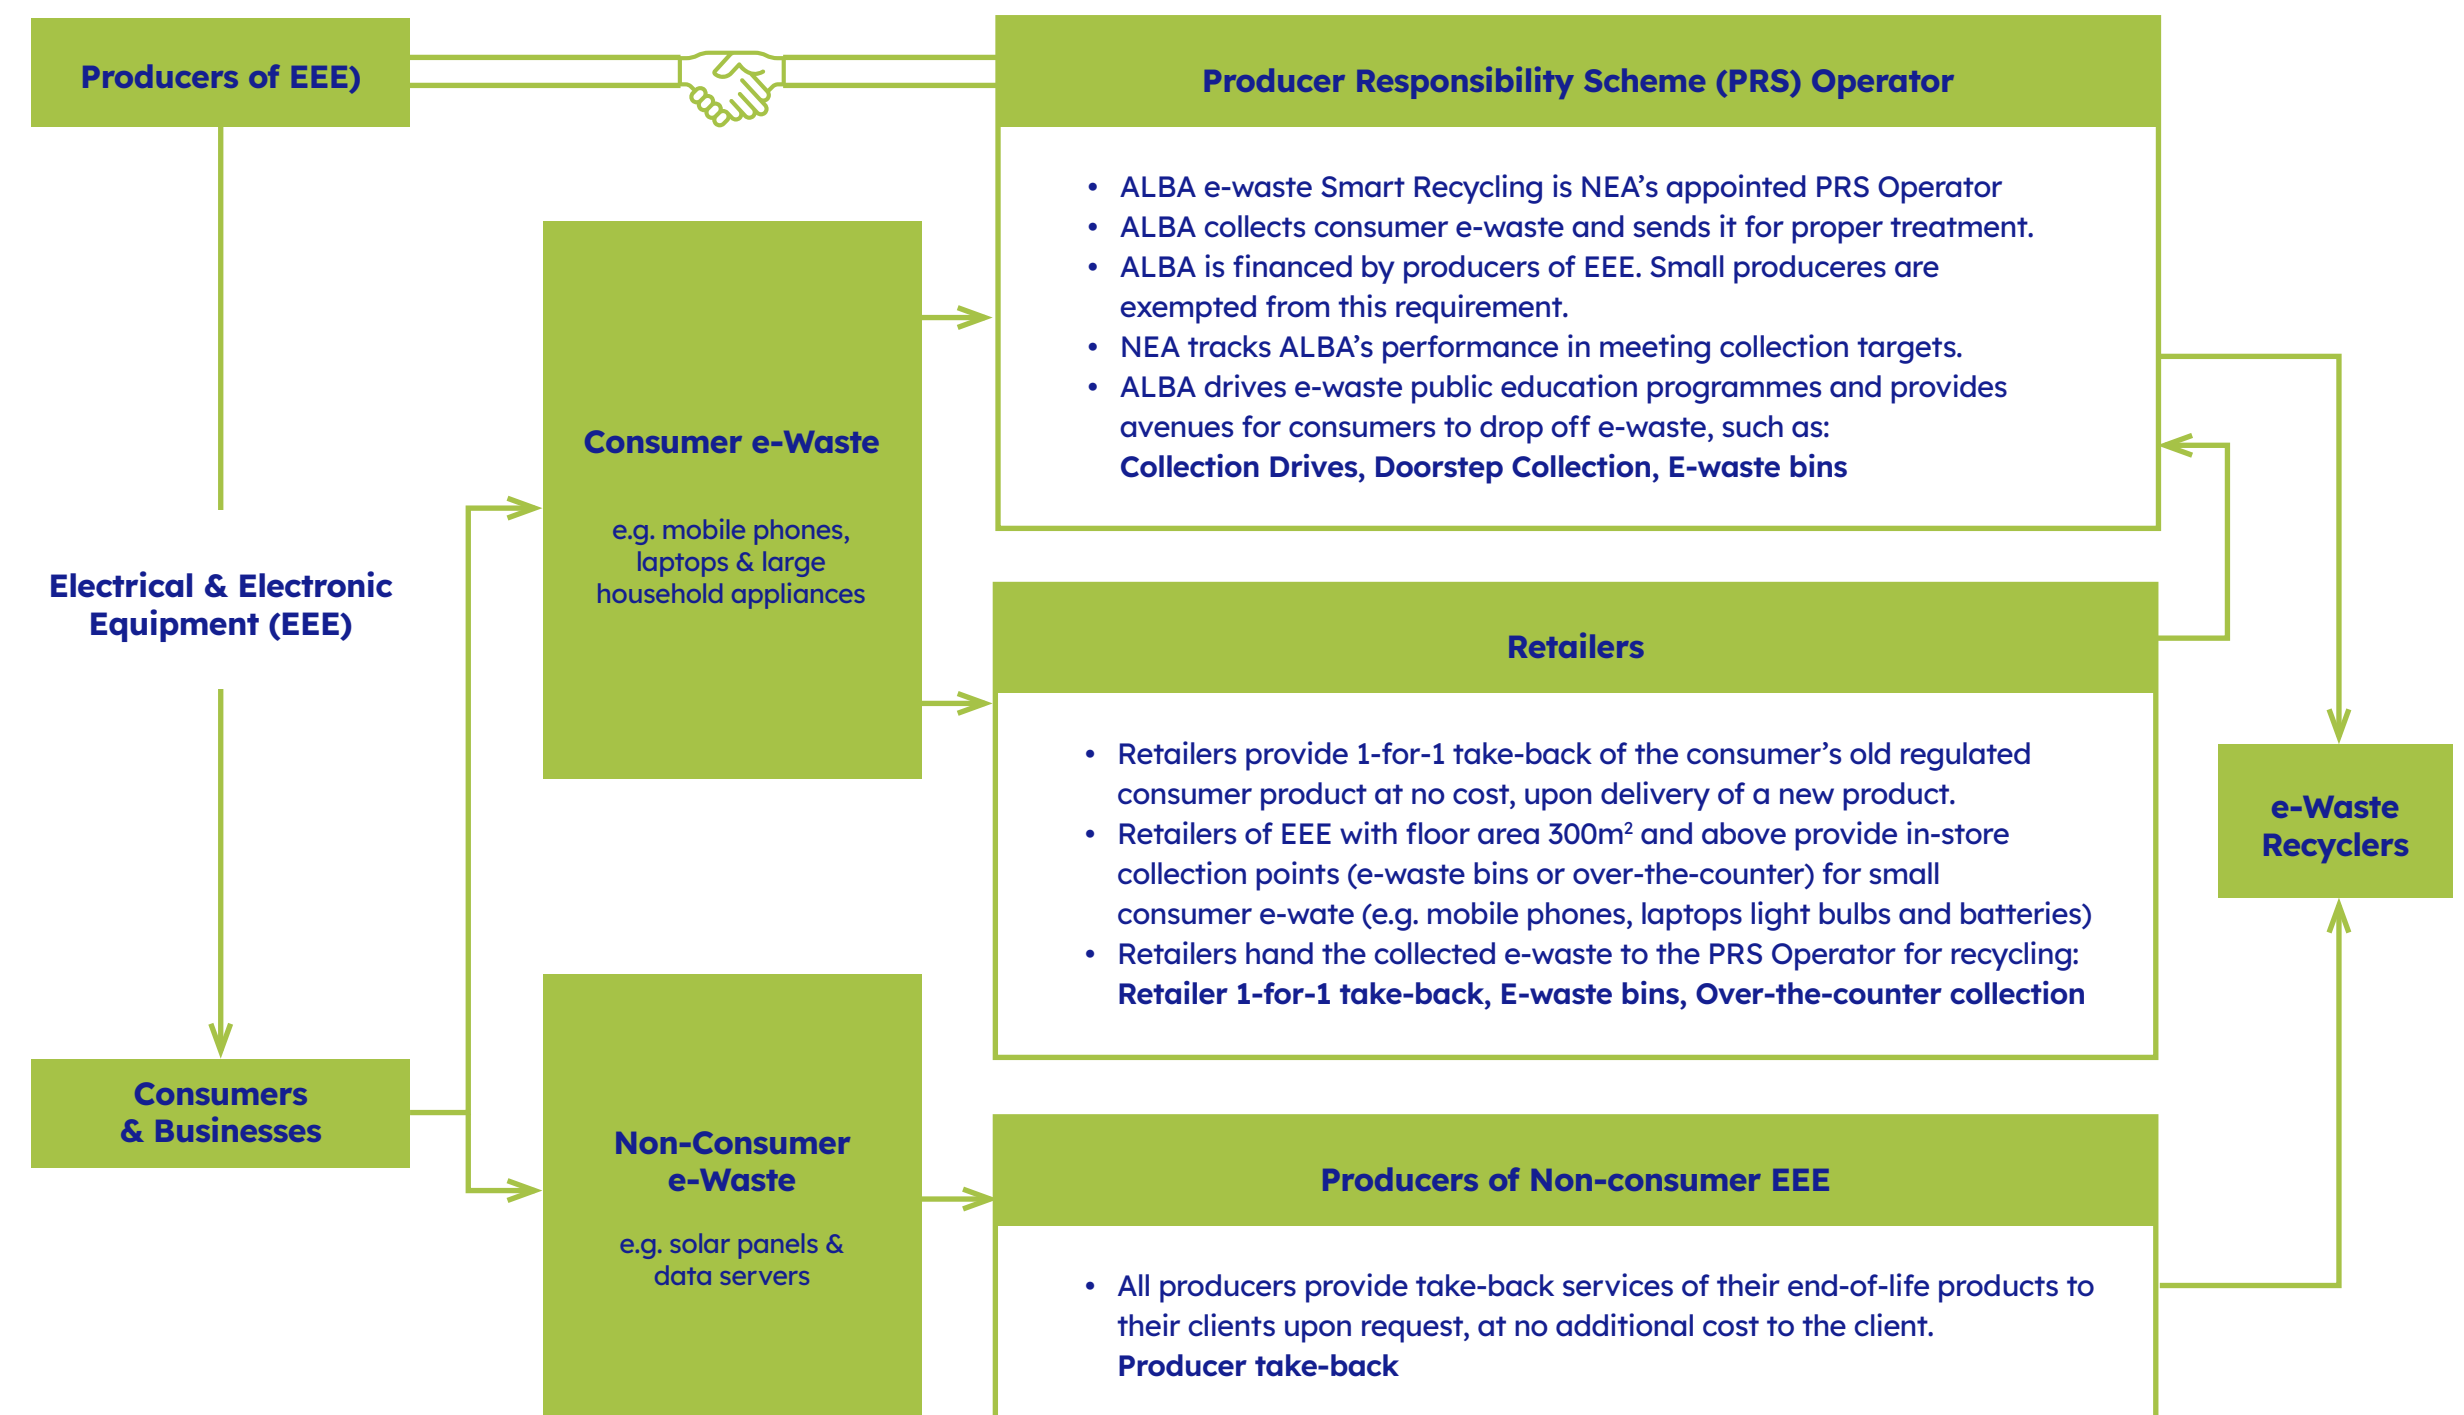 Producers of EEE)
Producer Responsibility Scheme (PRS) Operator
• ALBA e-waste Smart Recycling is NEA’s appointed PRS Operator
• ALBA collects consumer e-waste and sends it for proper treatment.
• ALBA is financed by producers of EEE. Small produceres are
exempted from this requirement.
• NEA tracks ALBA’s performance in meeting collection targets.
• ALBA drives e-waste public education programmes and provides
avenues for consumers to drop off e-waste, such as:
Collection Drives, Doorstep Collection, E-waste bins
Consumer e-Waste
e.g. mobile phones,
laptops & large
household appliances
Electrical & Electronic
Equipment (EEE)
Retailers
• Retailers provide 1-for-1 take-back of the consumer’s old regulated
consumer product at no cost, upon delivery of a new product.
• Retailers of EEE with floor area 300m² and above provide in-store
collection points (e-waste bins or over-the-counter) for small
consumer e-wate (e.g. mobile phones, laptops light bulbs and batteries)
• Retailers hand the collected e-waste to the PRS Operator for recycling:
Retailer 1-for-1 take-back, E-waste bins, Over-the-counter collection
e-Waste
Recyclers
Consumers
& Businesses
Non-Consumer
e-Waste
e.g. solar panels &
data servers
Producers of Non-consumer EEE
• All producers provide take-back services of their end-of-life products to
their clients upon request, at no additional cost to the client.
Producer take-back